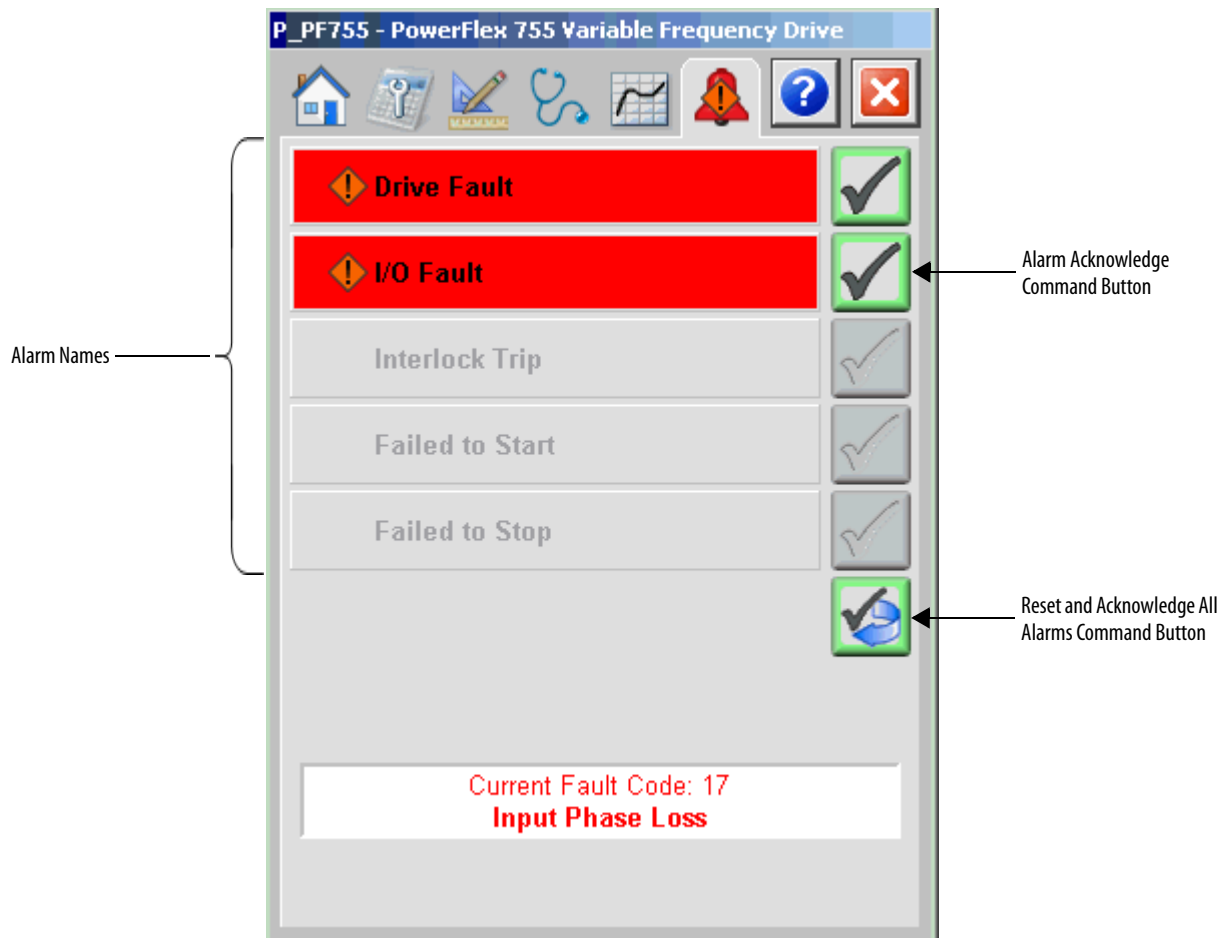 P_PF755 - PowerFlex 755 Variable Frequency Drive
Drive Fault
I/O Fault
Alarm Acknowledge
Command Button
Alarm Names
Interlock Trip
Failed to Start
Failed to Stop
Reset and Acknowledge All
Alarms Command Button
Current Fault Code: 17
Input Phase Loss